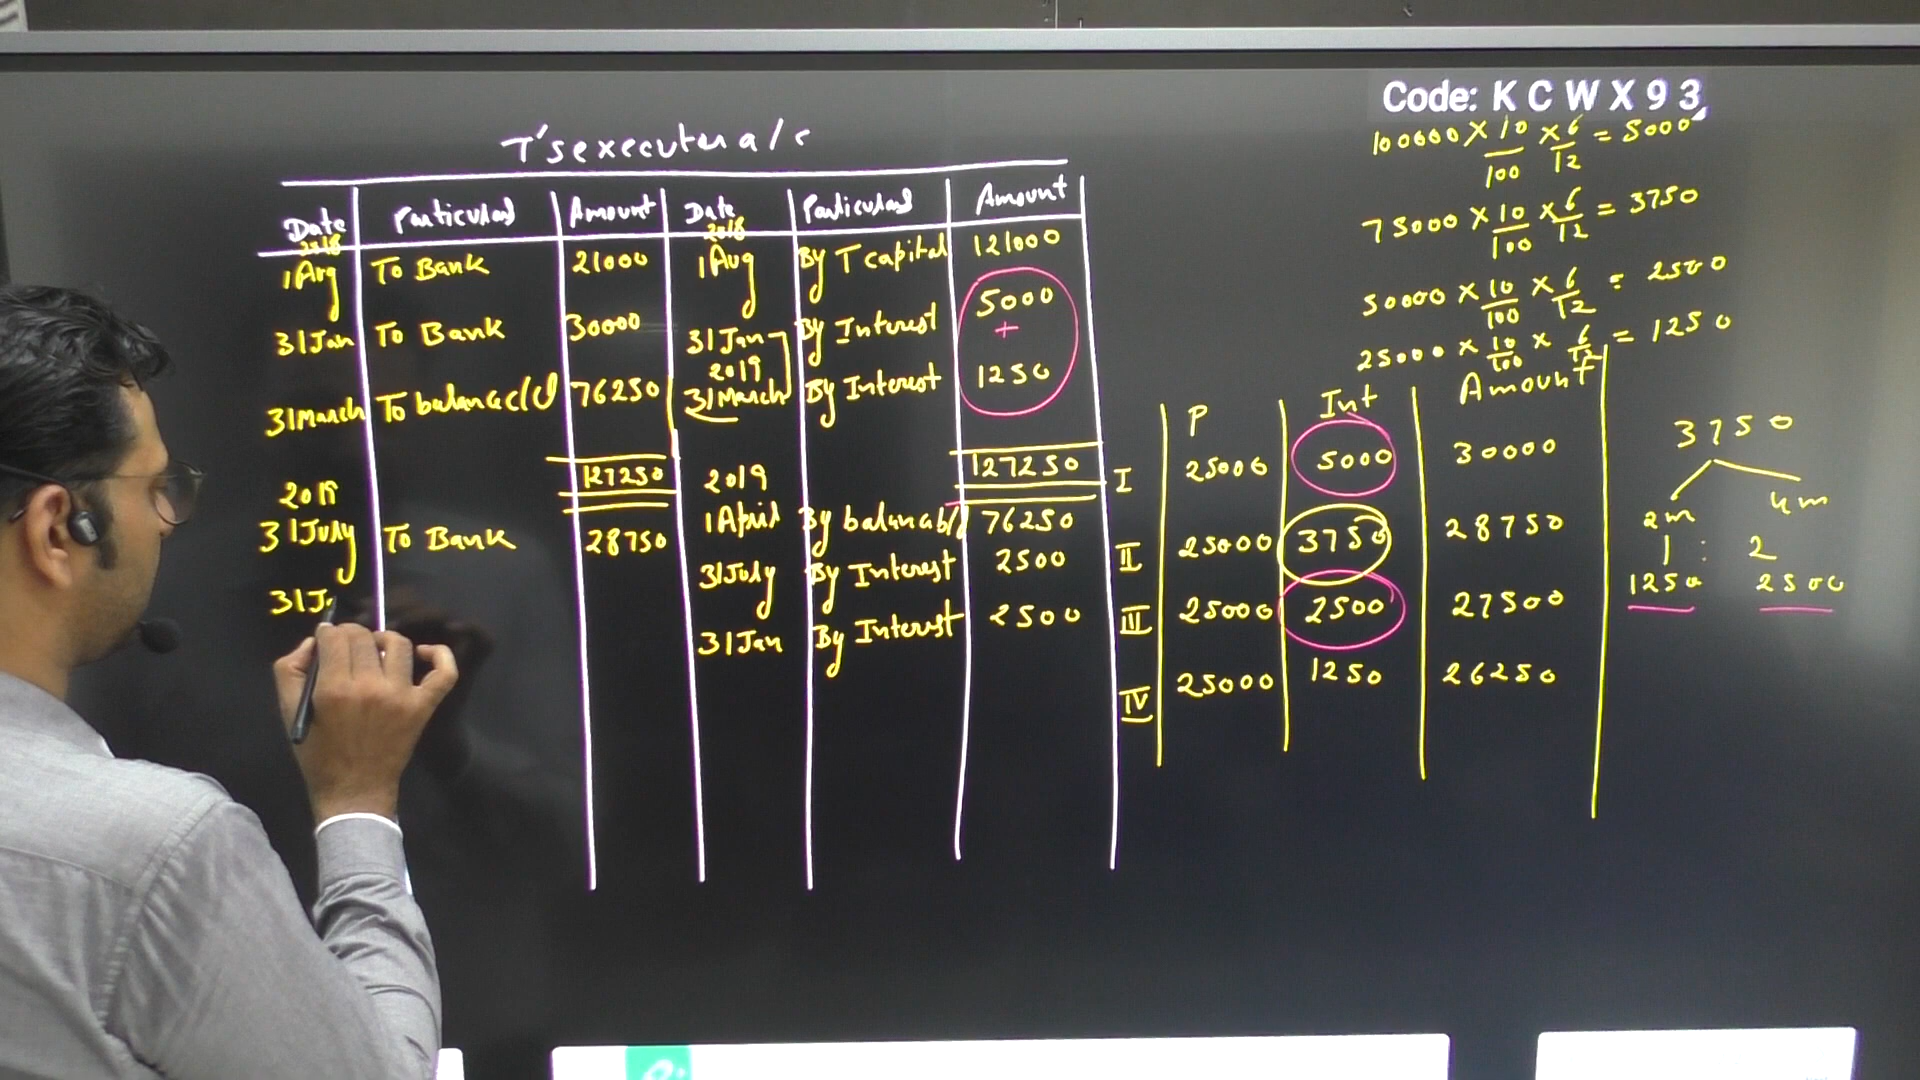 Code: K C W X 9 3
T's executer a/c
Date Particulars Amount Date Particulars Amount
2018 2018
1 Aug To Bank 21000 1 Aug By T capital 121000
31 Jan To Bank 30000 31 Jan By Interest 5000
+
2019
31 March To balance c/d 76250 31 March By Interest 1250
127250 127250
2019 2019
1 April By balance b/d 76250
31 July To Bank 28750 31 July By Interest 2500
31 J 31 Jan By Interest 2500
100000 × 10/100 × 6/12 = 5000
75000 × 10/100 × 6/12 = 3750
50000 × 10/100 × 6/12 = 2500
25000 × 10/100 × 6/12 = 1250
P Int Amount
I 25000 5000 30000
II 25000 3750 28750
III 25000 2500 27500
IV 25000 1250 26250
3750
2m 4m
1 : 2
1250 2500